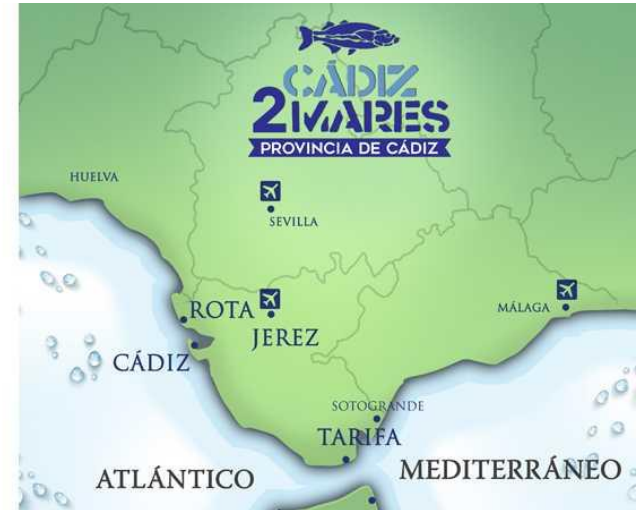 CÁDIZ
2MARES
PROVINCIA DE CÁDIZ
HUELVA
SEVILLA
ROTA
MÁLAGA
JEREZ
CÁDIZ
SOTOGRANDE
TARIFA
ATLÁNTICO
MEDITERRÁNEO